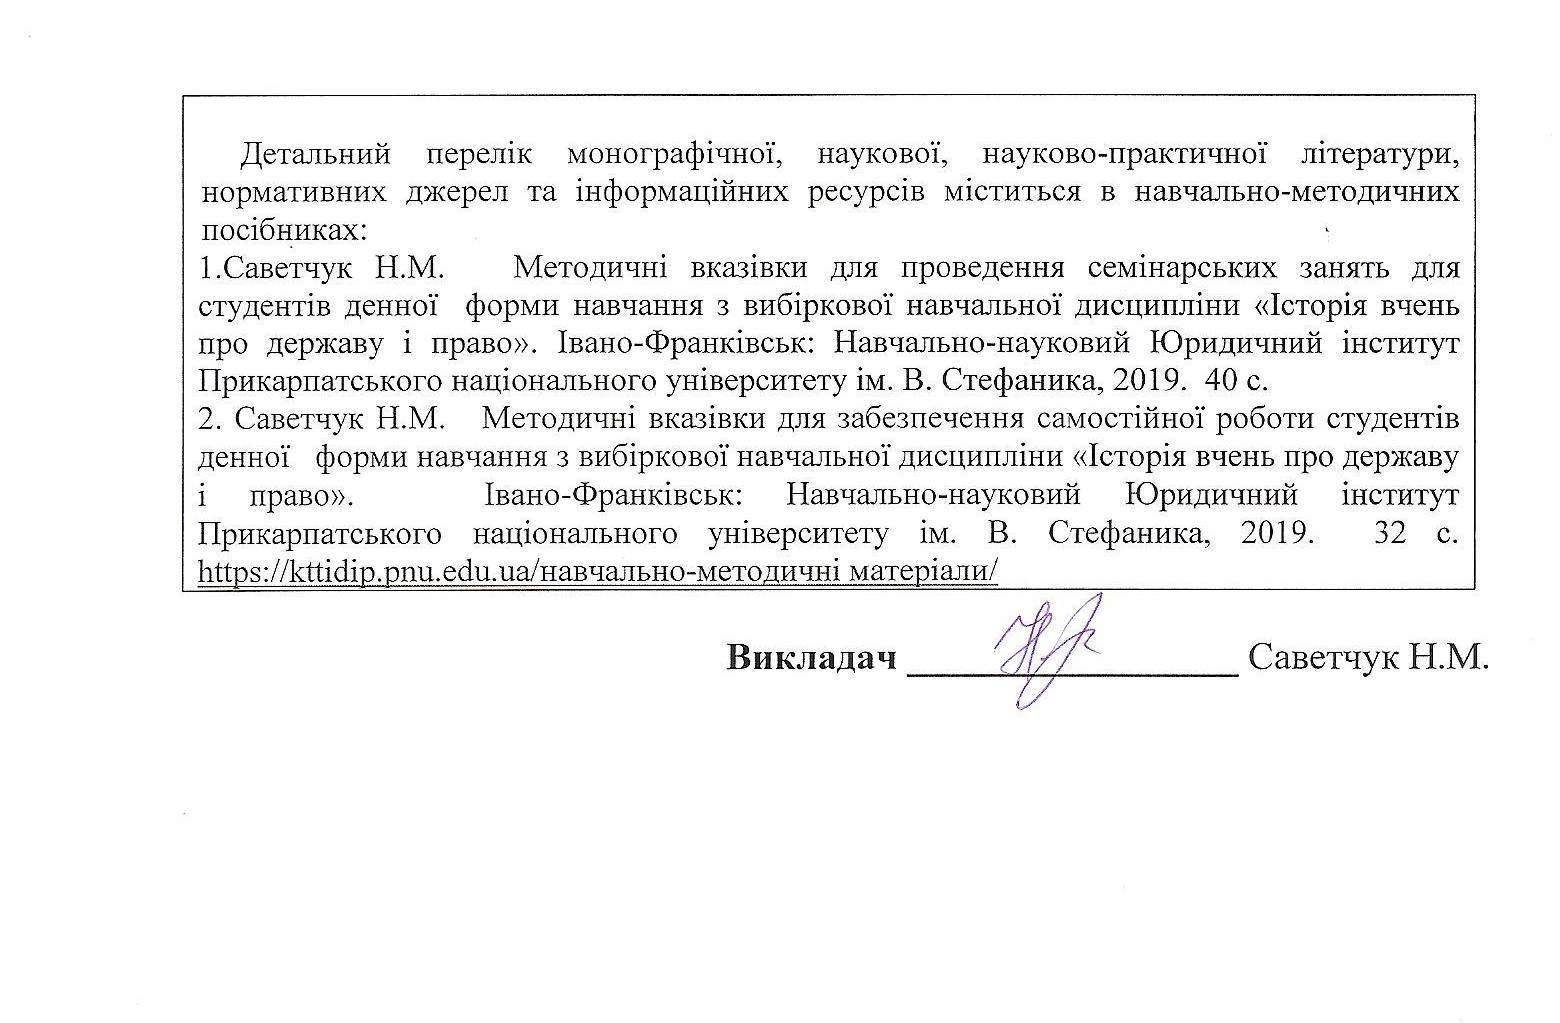 Детальний перелік монографічної, наукової, науково-практичної літератури,
нормативних джерел та інформаційних ресурсів міститься в навчально-методичних
посібниках:
1.Саветчук Н.М. Методичні вказівки для проведення семінарських занять для
студентів денної форми навчання з вибіркової навчальної дисципліни «Історія вчень
про державу і право». Івано-Франківськ: Навчально-науковий Юридичний інститут
Прикарпатського національного університету ім. В. Стефаника, 2019. 40 с.
2. Саветчук Н.М. Методичні вказівки для забезпечення самостійної роботи студентів
денної форми навчання з вибіркової навчальної дисципліни «Історія вчень про державу
і право». Івано-Франківськ: Навчально-науковий Юридичний інститут
Прикарпатського національного університету ім. В. Стефаника, 2019. 32 с.
https://kttidip.pnu.edu.ua/навчально-методичні матеріали/
Викладач _________________ Саветчук Н.М.